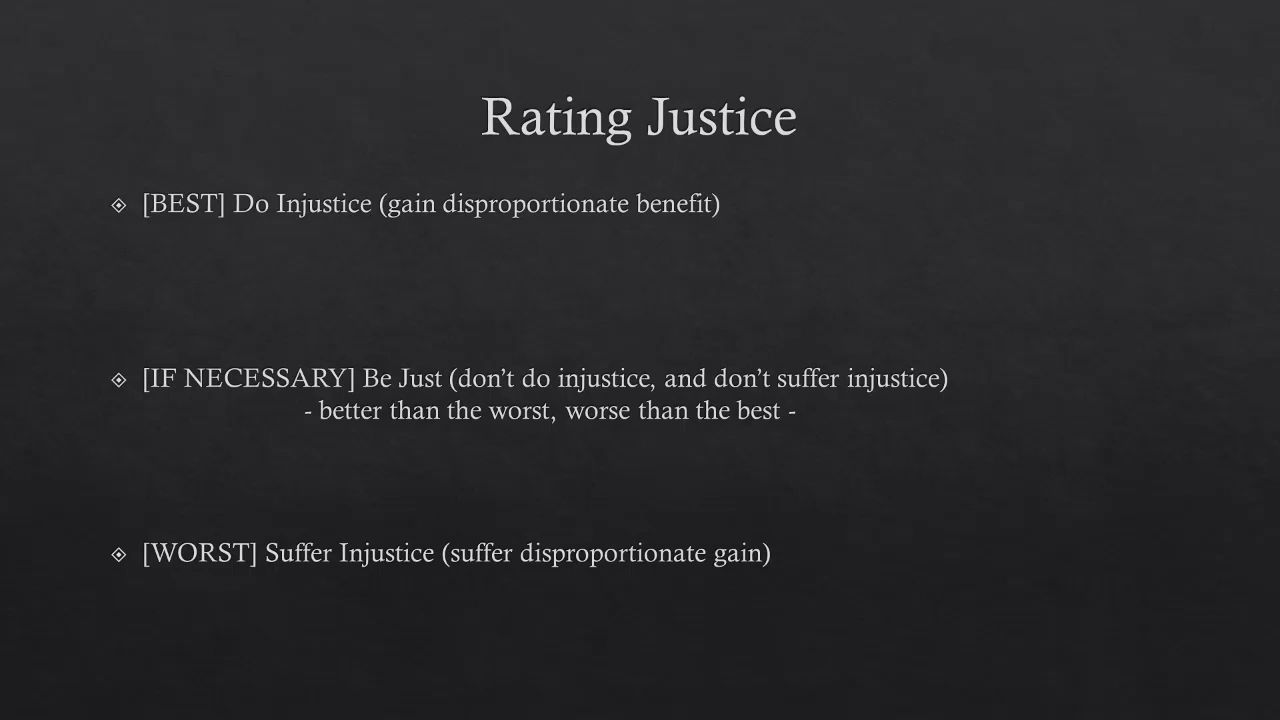 Rating Justice
[BEST] Do Injustice (gain disproportionate benefit)
[IF NECESSARY] Be Just (don’t do injustice, and don’t suffer injustice)
- better than the worst, worse than the best -
[WORST] Suffer Injustice (suffer disproportionate gain)